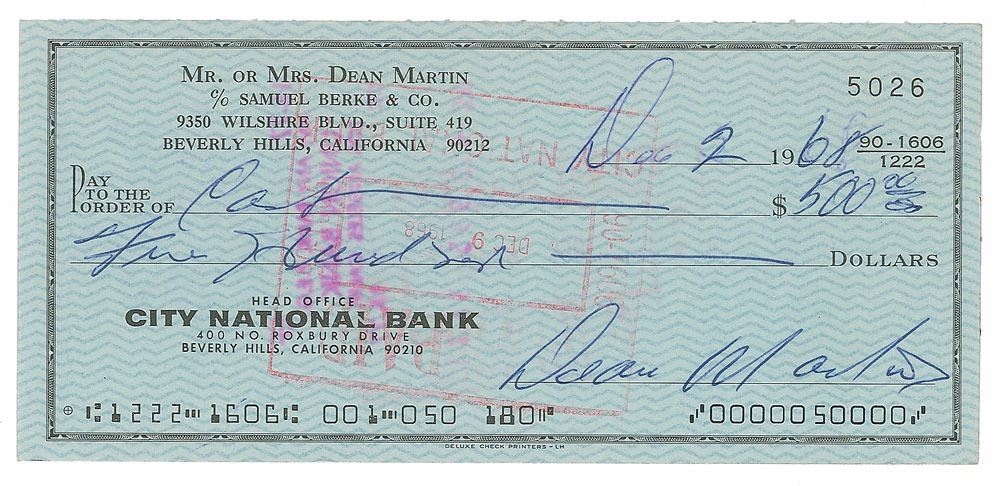 MR. OR MRS. DEAN MARTIN
℅ SAMUEL BERKE & CO.
9350 WILSHIRE BLVD., SUITE 419
BEVERLY HILLS, CALIFORNIA 90212
5026
Dec 2 1968
90-1606
1222
PAY TO THE ORDER OF Cash $ 500 00
Five Hundred DOLLARS
DEC 9 1968
HEAD OFFICE
CITY NATIONAL BANK
400 NO. ROXBURY DRIVE
BEVERLY HILLS, CALIFORNIA 90210
Dean Martin
⑆1222⑉1606⑆ 001⑉050 180⑈ ⑇0000050000⑇
DELUXE CHECK PRINTERS - LH